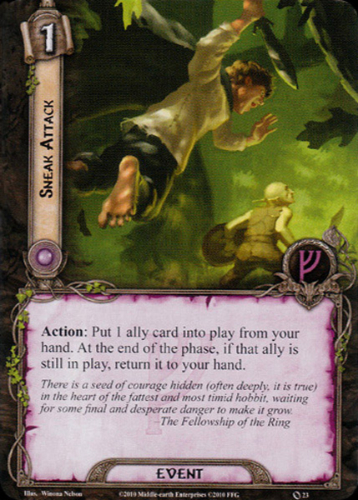 1
SNEAK ATTACK
Action: Put 1 ally card into play from your
hand. At the end of the phase, if that ally is
still in play, return it to your hand.
There is a seed of courage hidden (often deeply, it is true)
in the heart of the fattest and most timid hobbit, waiting
for some final and desperate danger to make it grow.
-The Fellowship of the Ring
EVENT
Illus. Winona Nelson
©2010 Middle-earth Enterprises ©2010 FFG
23